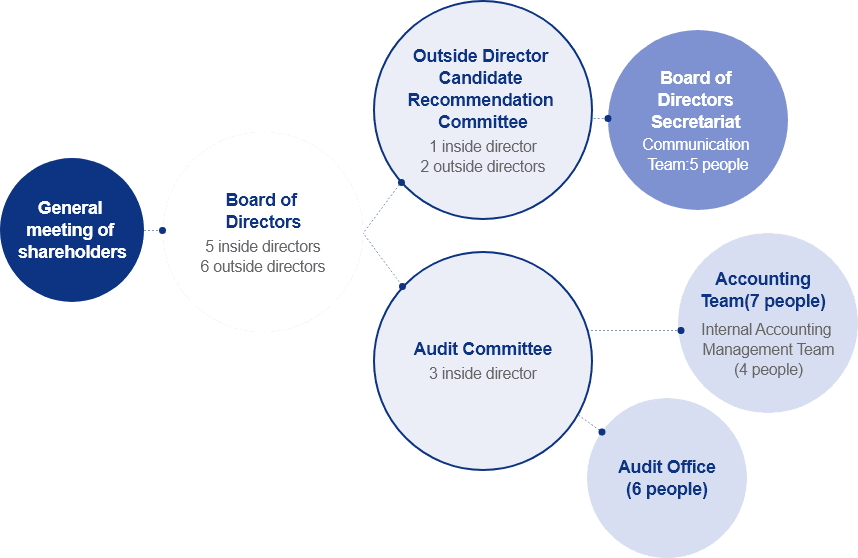 General
meeting of
shareholders
Board of
Directors
5 inside directors
6 outside directors
Outside Director
Candidate
Recommendation
Committee
1 inside director
2 outside directors
Board of
Directors
Secretariat
Communication
Team:5 people
Audit Committee
3 inside director
Accounting
Team(7 people)
Internal Accounting
Management Team
(4 people)
Audit Office
(6 people)